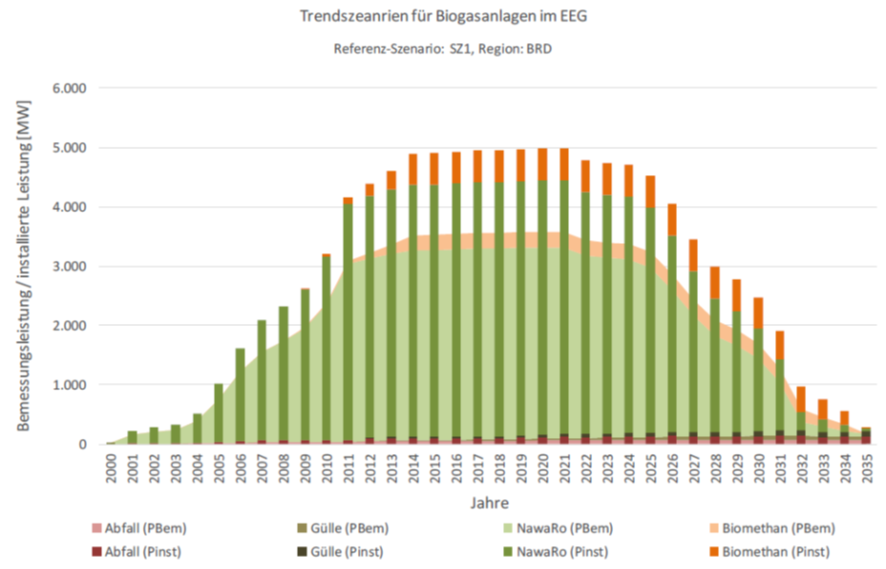 Trendszeanrien für Biogasanlagen im EEG
Referenz-Szenario: SZ1, Region: BRD
Bemessungsleistung / installierte Leistung [MW]
6.000
5.000
4.000
3.000
2.000
1.000
0
2000 2001 2002 2003 2004 2005 2006 2007 2008 2009 2010 2011 2012 2013 2014 2015 2016 2017 2018 2019 2020 2021 2022 2023 2024 2025 2026 2027 2028 2029 2030 2031 2032 2033 2034 2035
Jahre
Abfall (PBem) Gülle (PBem) NawaRo (PBem) Biomethan (PBem)
Abfall (Pinst) Gülle (Pinst) NawaRo (Pinst) Biomethan (Pinst)